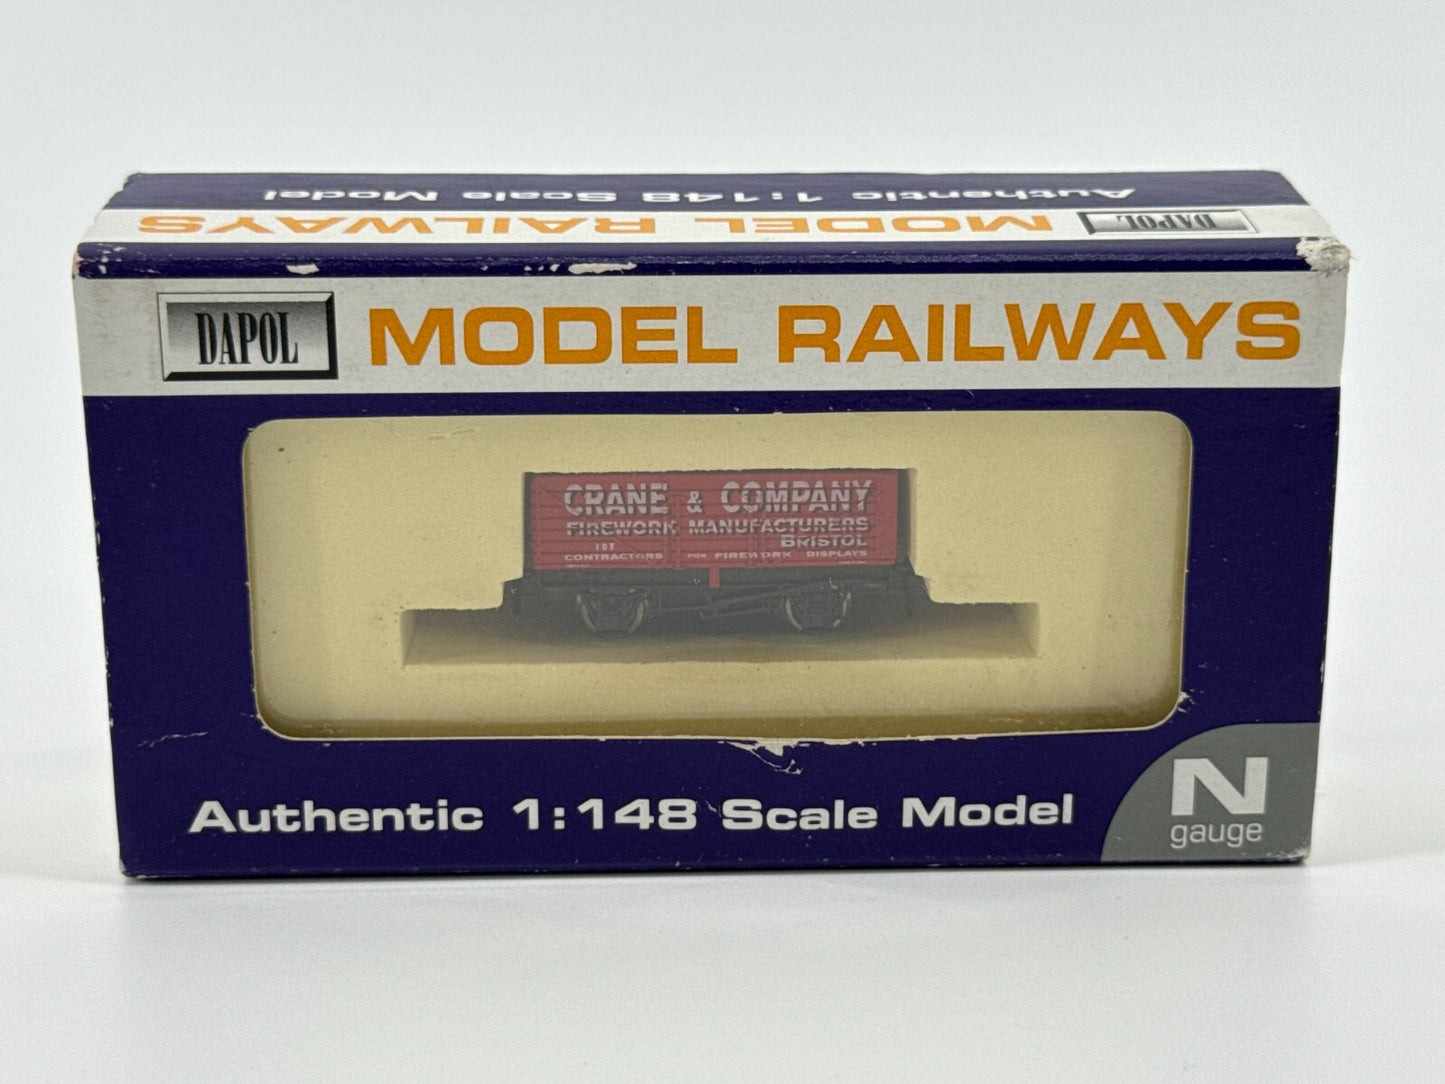 Authentic 1:148 Scale Model
DAPOL MODEL RAILWAYS
DAPOL MODEL RAILWAYS
CRANE & COMPANY
FIREWORK MANUFACTURERS
BRISTOL
107
CONTRACTORS FOR FIREWORK DISPLAYS
Authentic 1:148 Scale Model
N
gauge